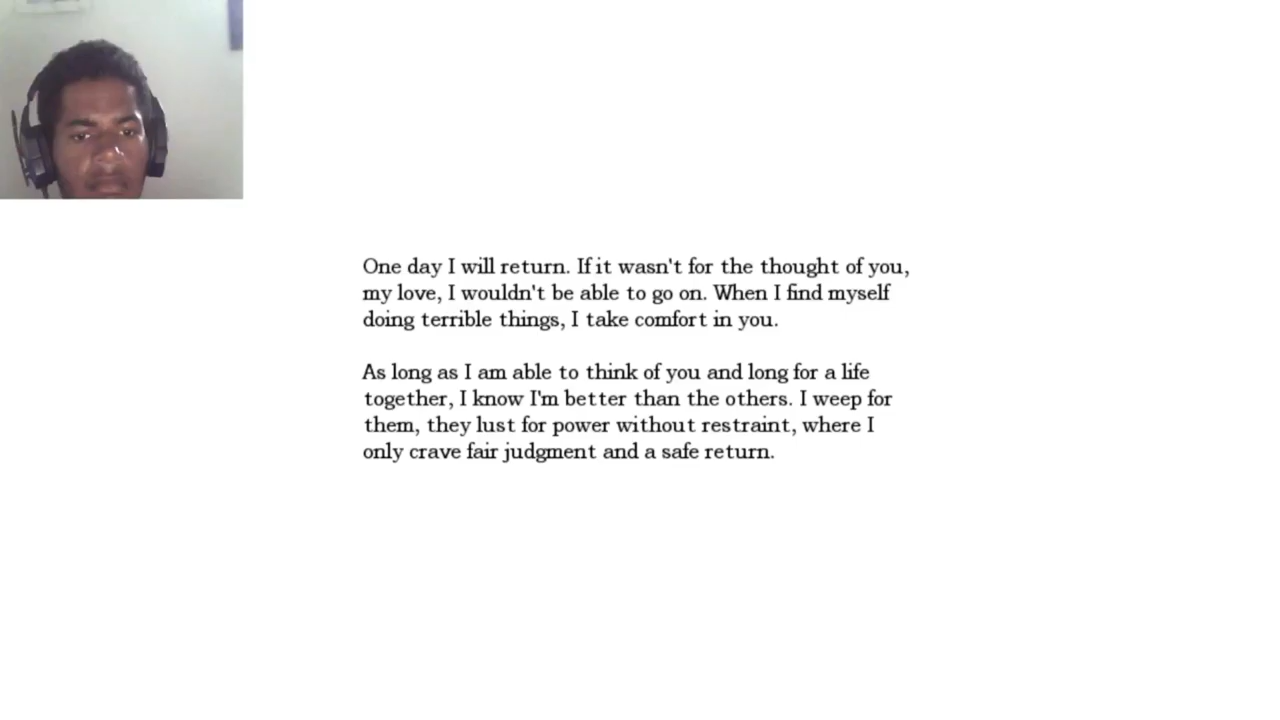 One day I will return. If it wasn't for the thought of you,
my love, I wouldn't be able to go on. When I find myself
doing terrible things, I take comfort in you.
As long as I am able to think of you and long for a life
together, I know I'm better than the others. I weep for
them, they lust for power without restraint, where I
only crave fair judgment and a safe return.